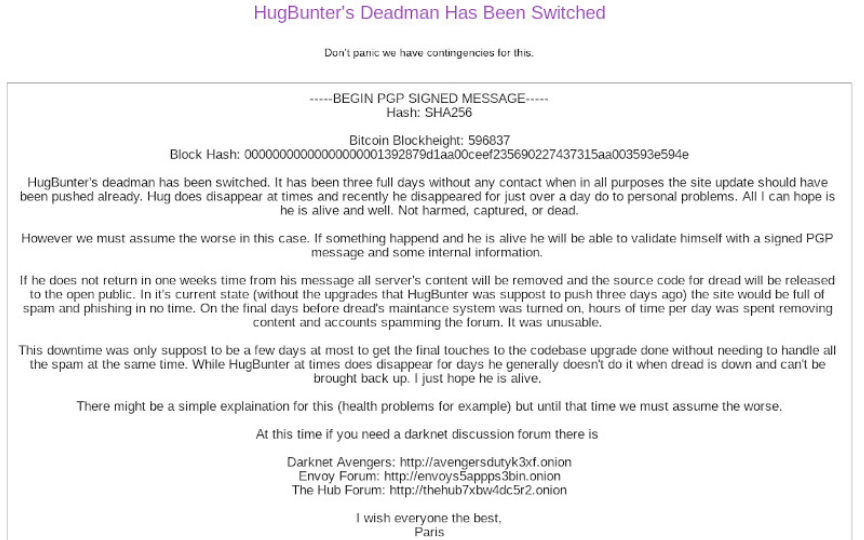 HugBunter's Deadman Has Been Switched
Don't panic we have contingencies for this.
-----BEGIN PGP SIGNED MESSAGE-----
Hash: SHA256
Bitcoin Blockheight: 596837
Block Hash: 00000000000000000001392879d1aa00ceef235690227437315aa003593e594e
HugBunter's deadman has been switched. It has been three full days without any contact when in all purposes the site update should have
been pushed already. Hug does disappear at times and recently he disappeared for just over a day do to personal problems. All I can hope is
he is alive and well. Not harmed, captured, or dead.
However we must assume the worse in this case. If something happend and he is alive he will be able to validate himself with a signed PGP
message and some internal information.
If he does not return in one weeks time from his message all server's content will be removed and the source code for dread will be released
to the open public. In it's current state (without the upgrades that HugBunter was suppost to push three days ago) the site would be full of
spam and phishing in no time. On the final days before dread's maintance system was turned on, hours of time per day was spent removing
content and accounts spamming the forum. It was unusable.
This downtime was only suppost to be a few days at most to get the final touches to the codebase upgrade done without needing to handle all
the spam at the same time. While HugBunter at times does disappear for days he generally doesn't do it when dread is down and can't be
brought back up. I just hope he is alive.
There might be a simple explaination for this (health problems for example) but until that time we must assume the worse.
At this time if you need a darknet discussion forum there is
Darknet Avengers: http://avengersdutyk3xf.onion
Envoy Forum: http://envoys5appps3bin.onion
The Hub Forum: http://thehub7xbw4dc5r2.onion
I wish everyone the best,
Paris